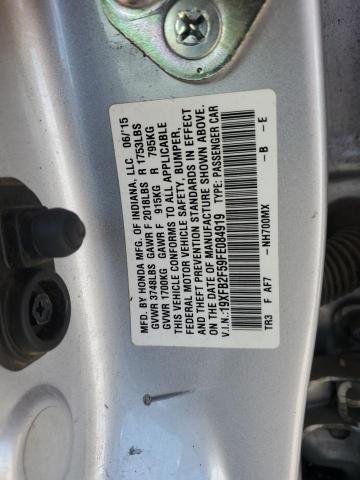 MFD. BY HONDA MFG. OF INDIANA, LLC 06/'15
GVWR 3748LBS GAWR F 2018LBS R 1753LBS
GVWR 1700KG GAWR F 915KG R 795KG
THIS VEHICLE CONFORMS TO ALL APPLICABLE
FEDERAL MOTOR VEHICLE SAFETY, BUMPER,
AND THEFT PREVENTION STANDARDS IN EFFECT
ON THE DATE OF MANUFACTURE SHOWN ABOVE.
V.I.N.:19XFB2F59FE084919 TYPE: PASSENGER CAR
TR3 F AF7 -NH700MX -B -E